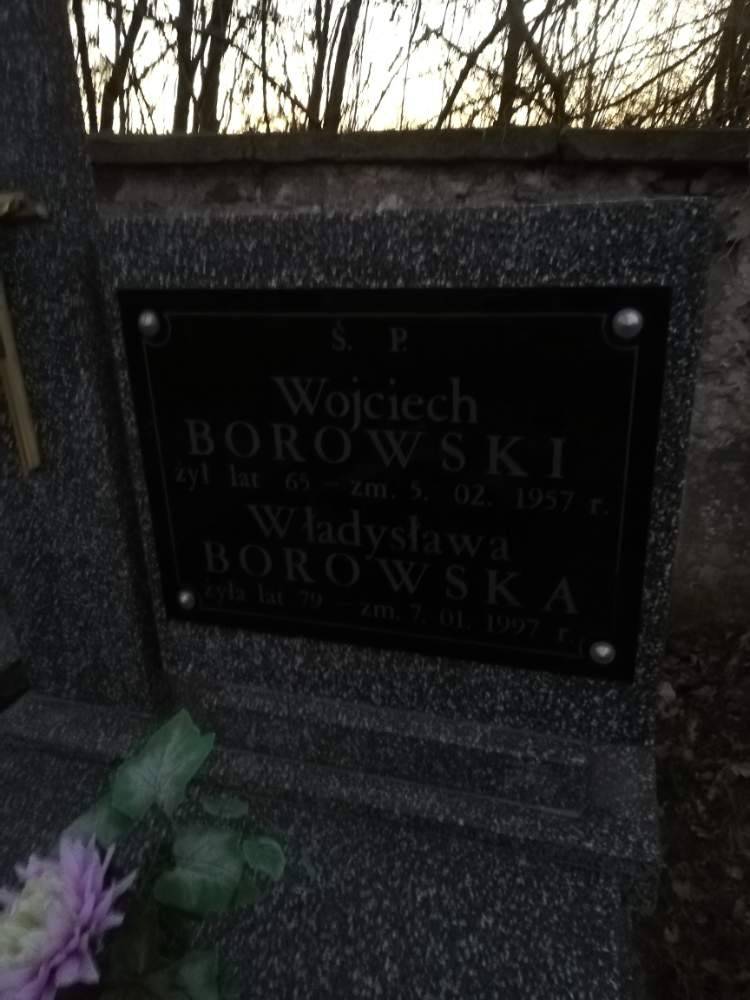 Ś. P.
Wojciech
BOROWSKI
żył lat 65 – zm. 5. 02. 1957 r.
Władysława
BOROWSKA
żyła lat 79 – zm. 7. 01. 1997 r.